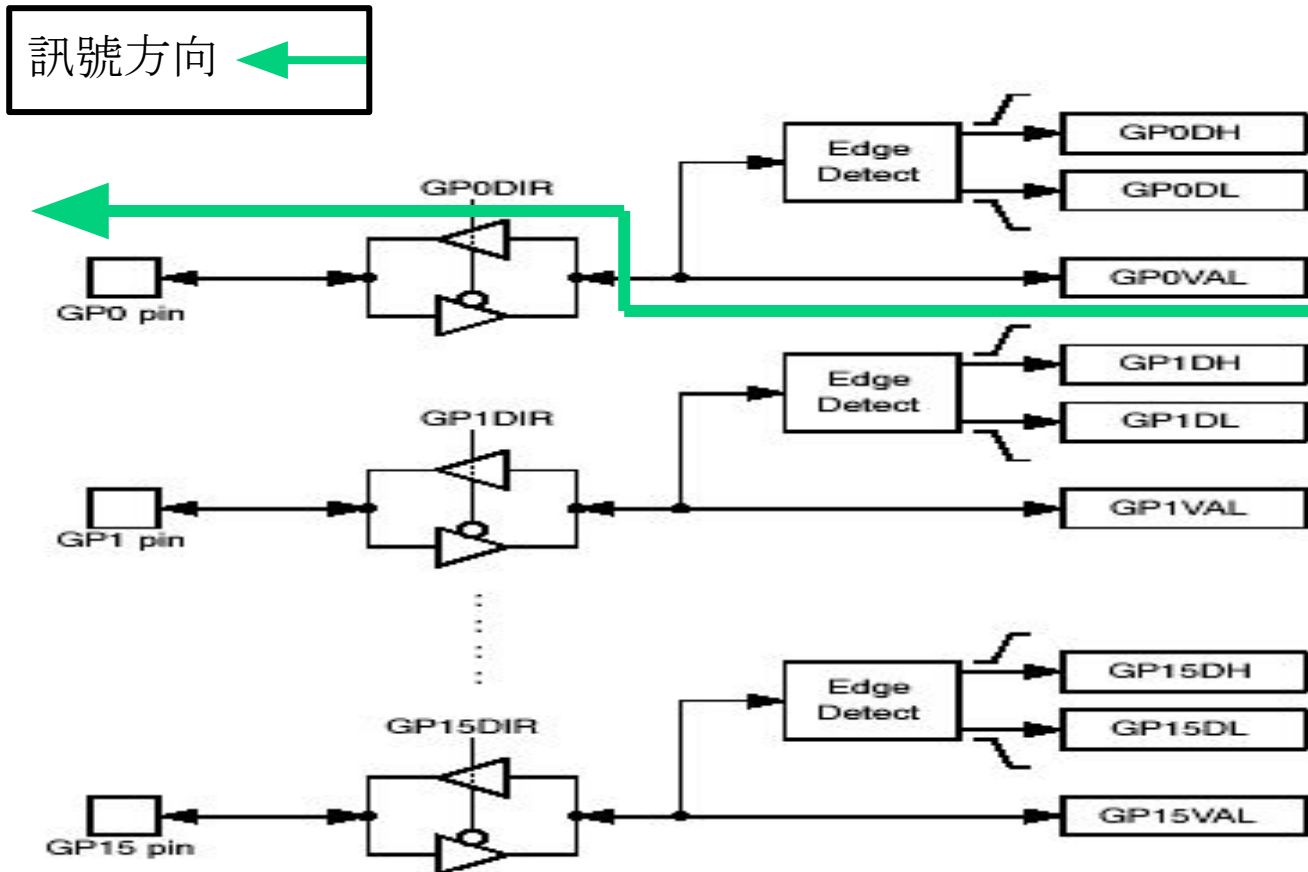 訊號方向
GP0DIR
Edge
Detect
GP0DH
GP0DL
GP0VAL
GP0 pin
GP1DIR
Edge
Detect
GP1DH
GP1DL
GP1VAL
GP1 pin
GP15DIR
Edge
Detect
GP15DH
GP15DL
GP15VAL
GP15 pin